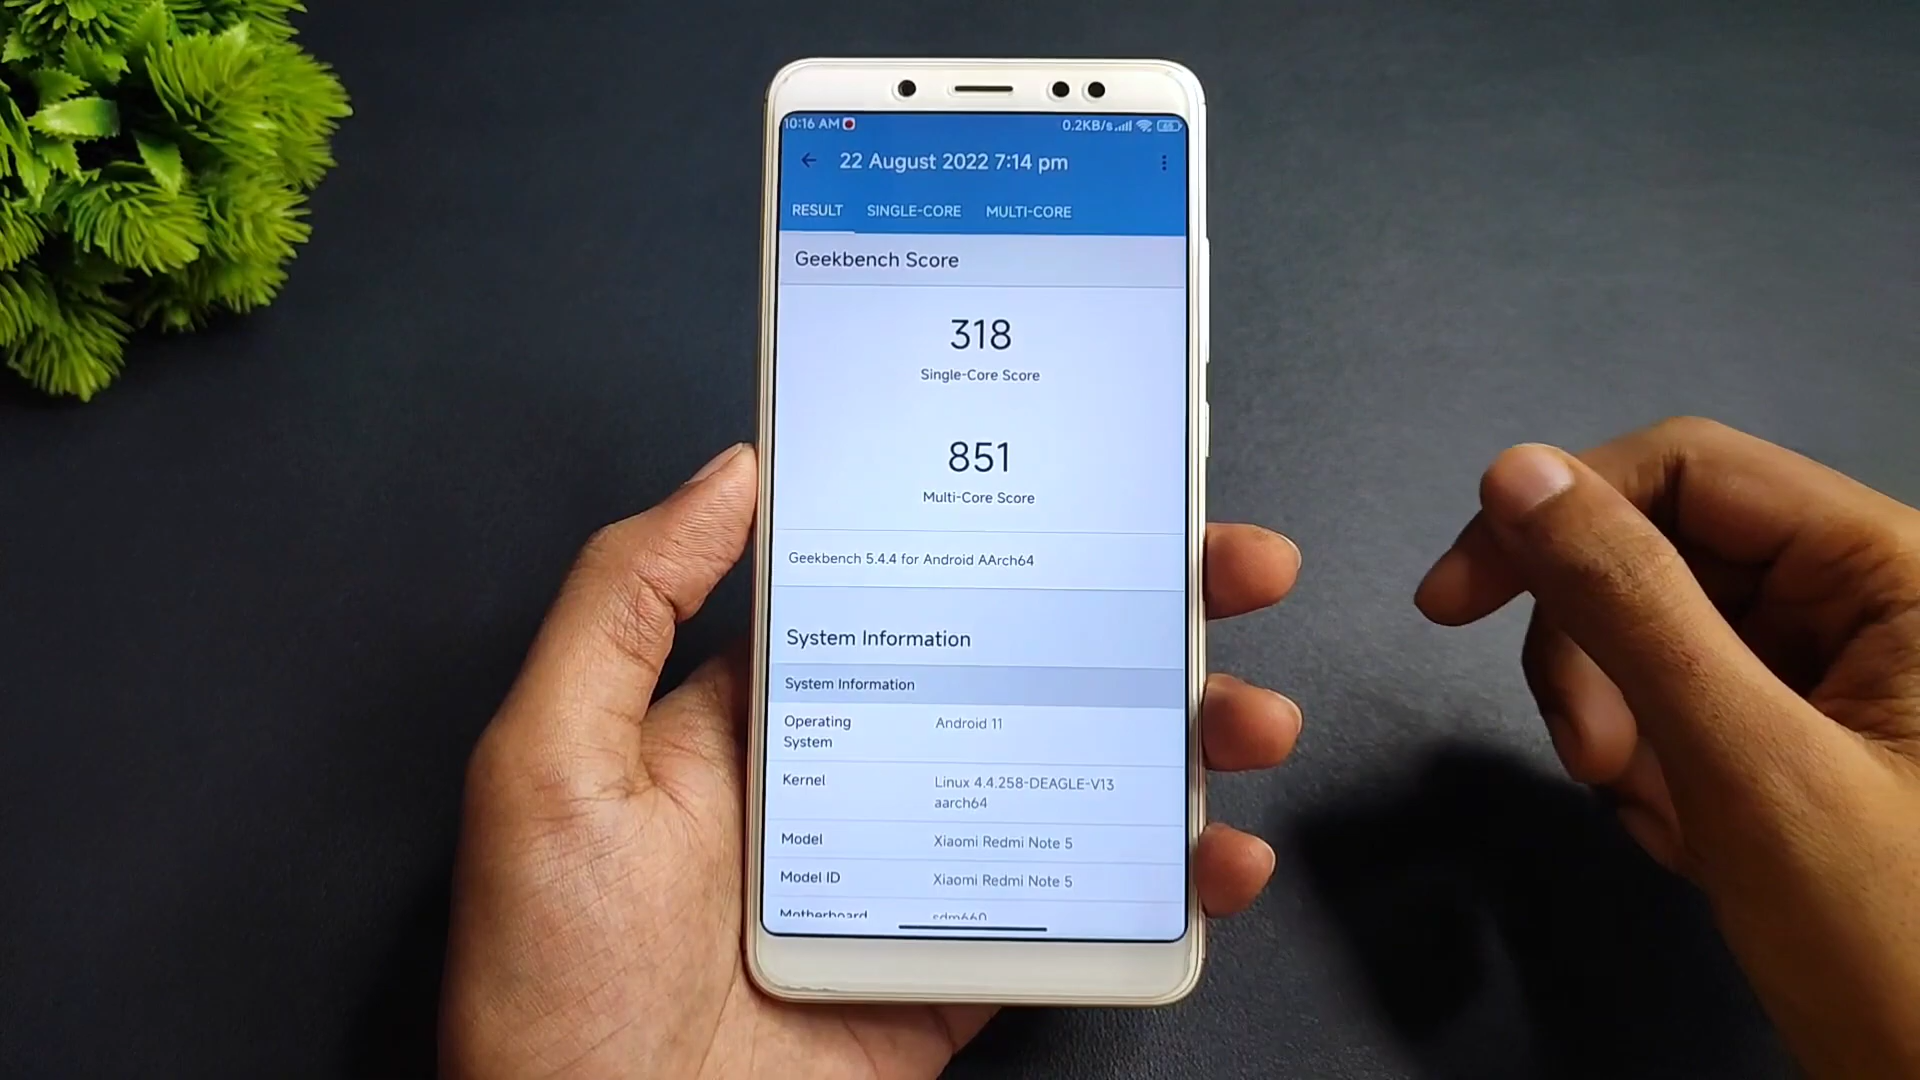 10:16 AM 0.2KB/s 65
22 August 2022 7:14 pm
RESULT SINGLE-CORE MULTI-CORE
Geekbench Score
318
Single-Core Score
851
Multi-Core Score
Geekbench 5.4.4 for Android AArch64
System Information
System Information
Operating System Android 11
Kernel Linux 4.4.258-DEAGLE-V13
aarch64
Model Xiaomi Redmi Note 5
Model ID Xiaomi Redmi Note 5
Motherboard sdm660